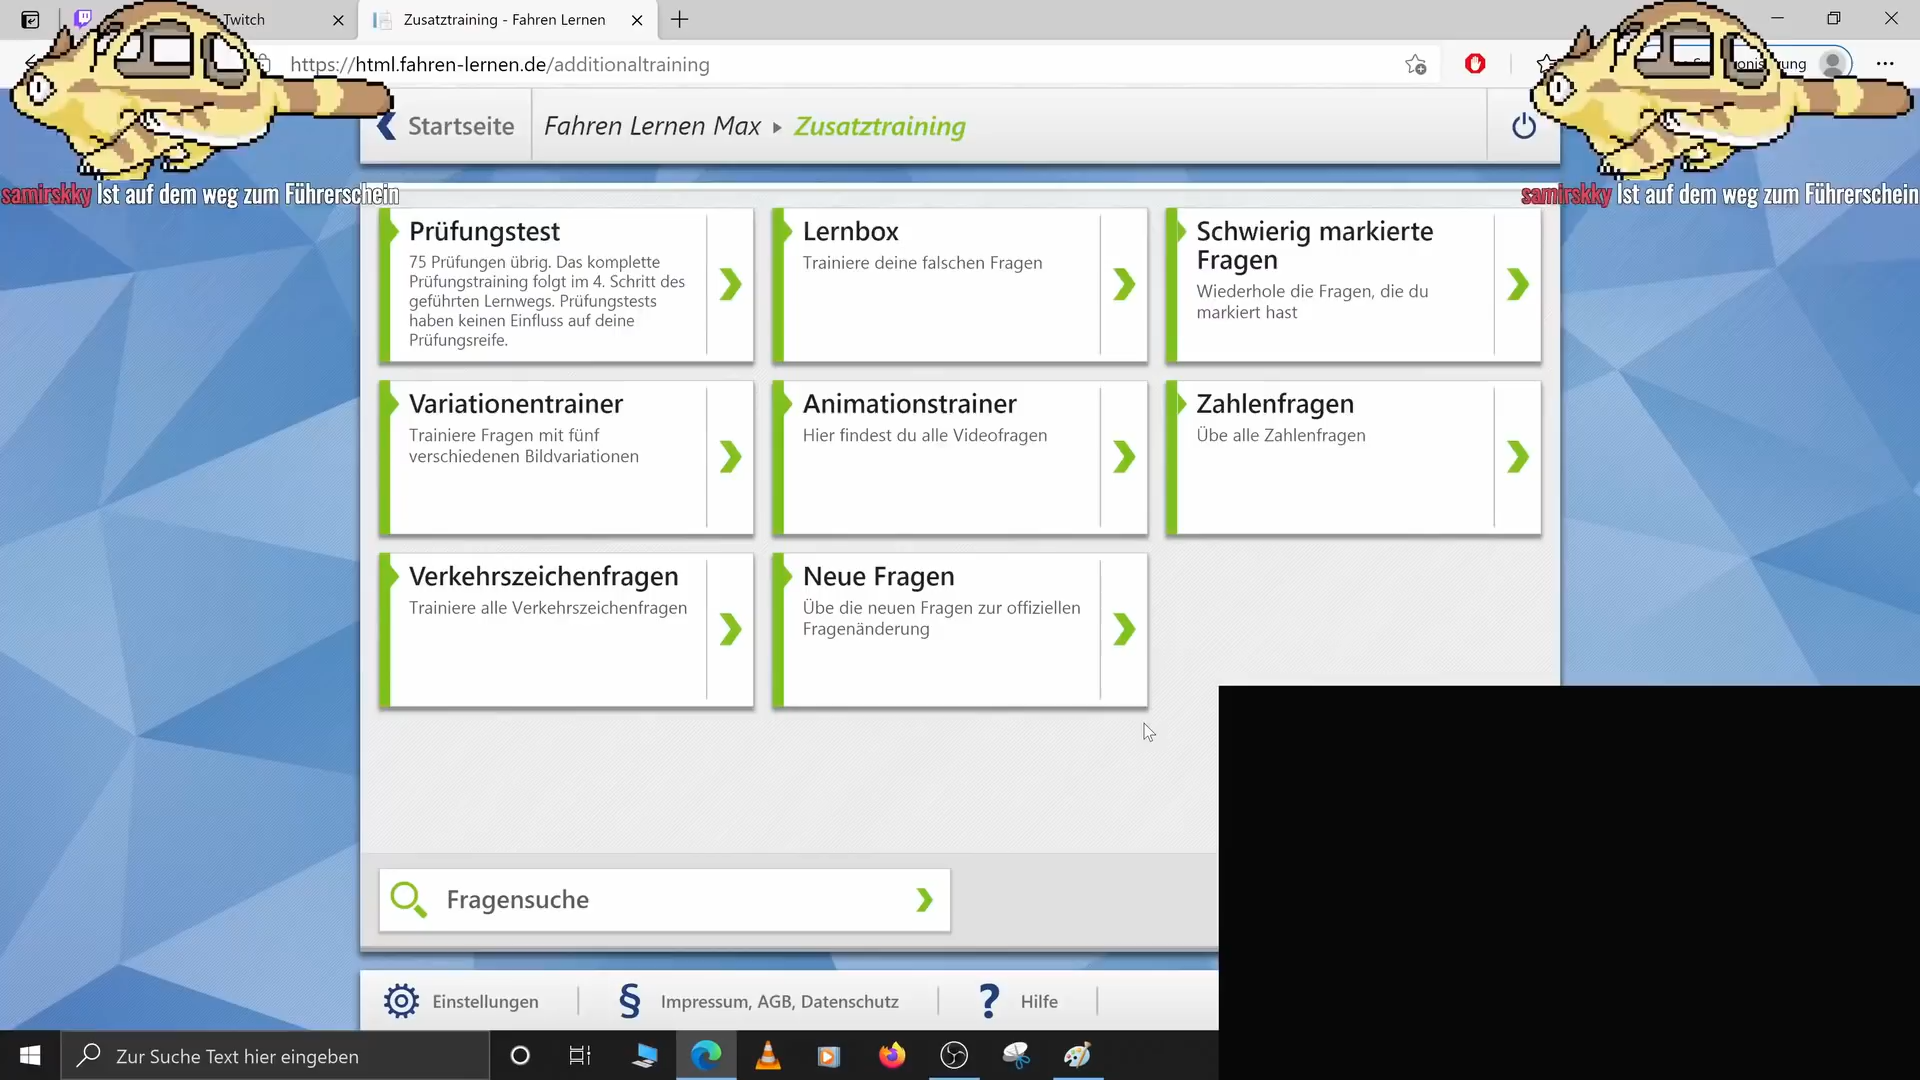 Twitch
Zusatztraining - Fahren Lernen
https://html.fahren-lernen.de/additionaltraining
Startseite
Fahren Lernen Max ▸ Zusatztraining
samirskky Ist auf dem weg zum Führerschein
samirskky Ist auf dem weg zum Führerschein
Prüfungstest
75 Prüfungen übrig. Das komplette
Prüfungstraining folgt im 4. Schritt des
geführten Lernwegs. Prüfungstests
haben keinen Einfluss auf deine
Prüfungsreife.
Lernbox
Trainiere deine falschen Fragen
Schwierig markierte
Fragen
Wiederhole die Fragen, die du
markiert hast
Variationentrainer
Trainiere Fragen mit fünf
verschiedenen Bildvariationen
Animationstrainer
Hier findest du alle Videofragen
Zahlenfragen
Übe alle Zahlenfragen
Verkehrszeichenfragen
Trainiere alle Verkehrszeichenfragen
Neue Fragen
Übe die neuen Fragen zur offiziellen
Fragenänderung
Fragensuche
Einstellungen
§ Impressum, AGB, Datenschutz
? Hilfe
Zur Suche Text hier eingeben